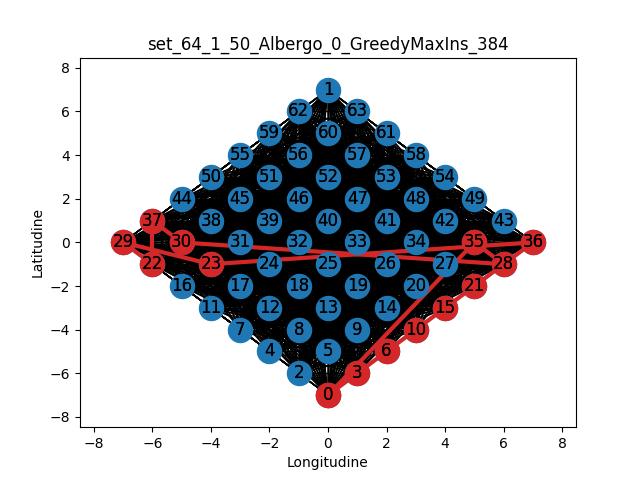 set_64_1_50_Albergo_0_GreedyMaxIns_384
8
6
4
2
0
−2
−4
−6
−8
Latitudine
1
62 63
59 60 61
55 56 57 58
50 51 52 53 54
44 45 46 47 48 49
37 38 39 40 41 42 43
29 30 31 32 33 34 35 36
22 23 24 25 26 27 28
16 17 18 19 20 21
11 12 13 14 15
7 8 9 10
4 5 6
2 3
0
−8 −6 −4 −2 0 2 4 6 8
Longitudine